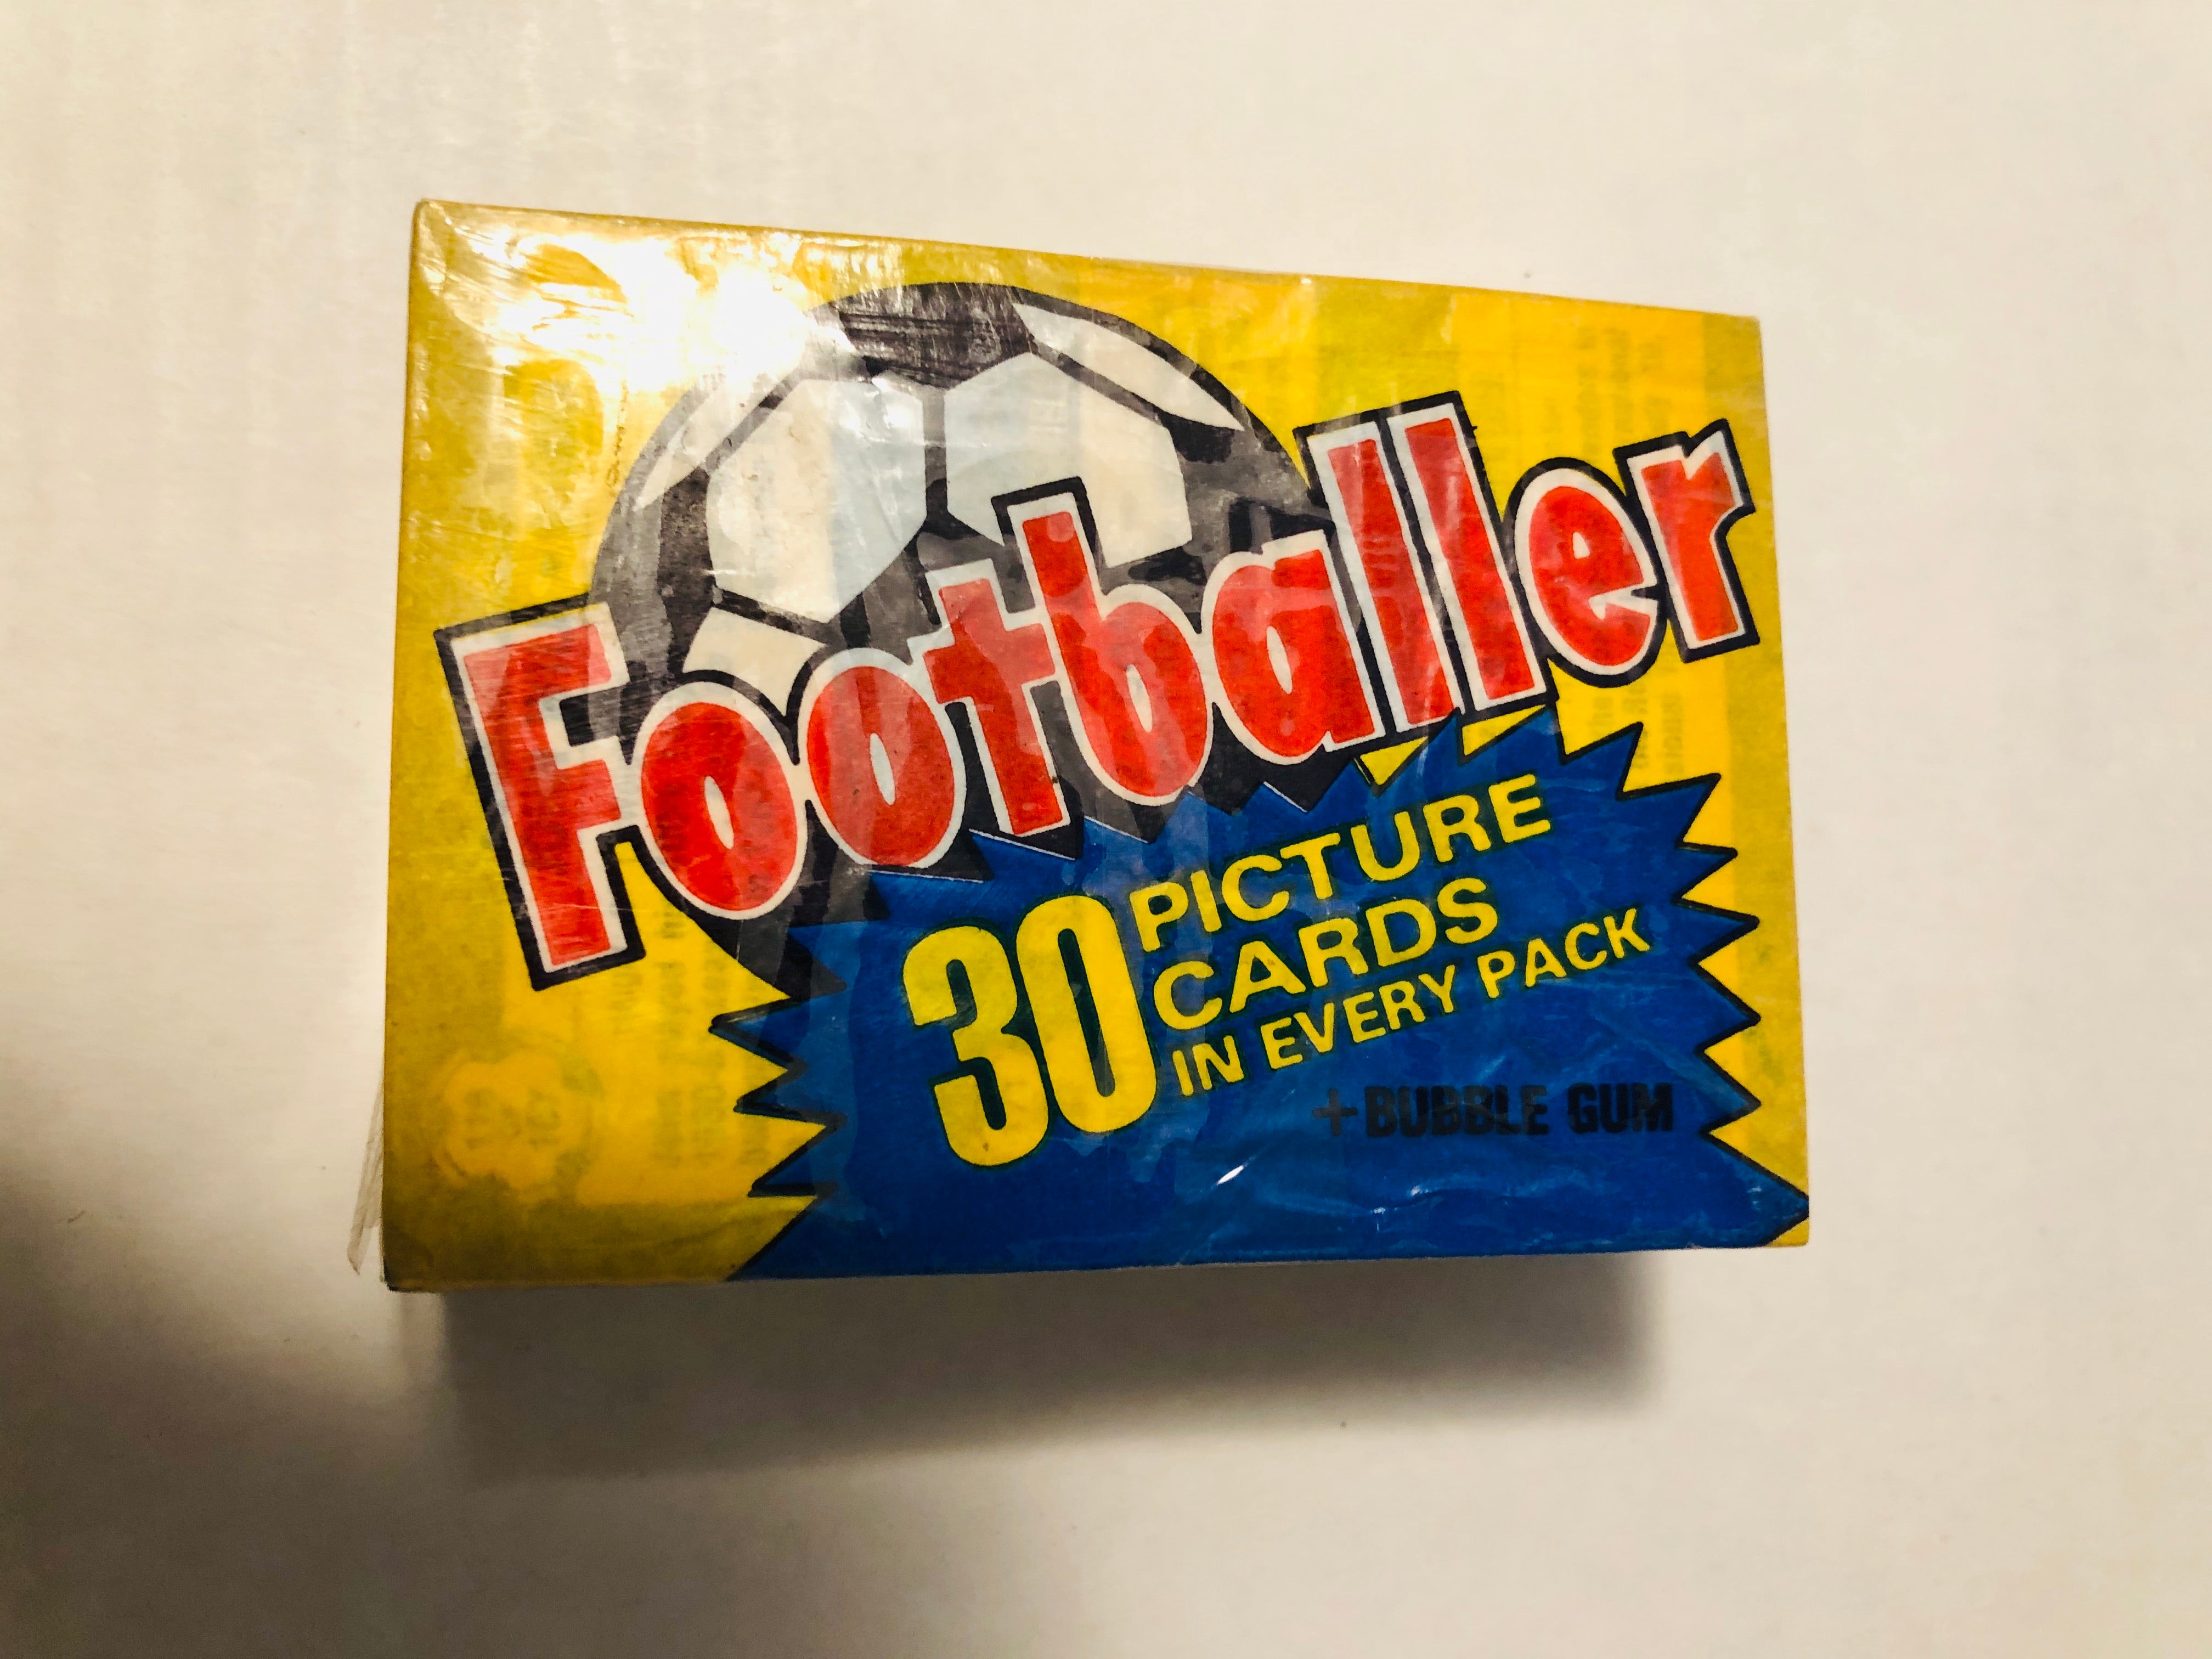 Footballer
30 PICTURE
CARDS
IN EVERY PACK
+BUBBLE GUM